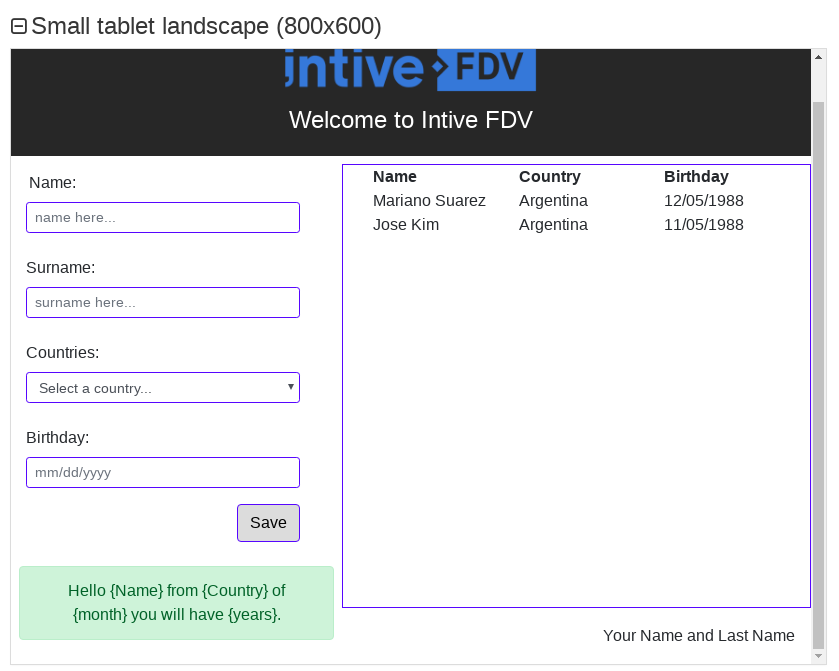 Small tablet landscape (800x600)
intive FDV
Welcome to Intive FDV
Name:
name here...
Surname:
surname here...
Countries:
Select a country...
Birthday:
mm/dd/yyyy
Save
Hello {Name} from {Country} of
{month} you will have {years}.
Name Country Birthday
Mariano Suarez Argentina 12/05/1988
Jose Kim Argentina 11/05/1988
Your Name and Last Name